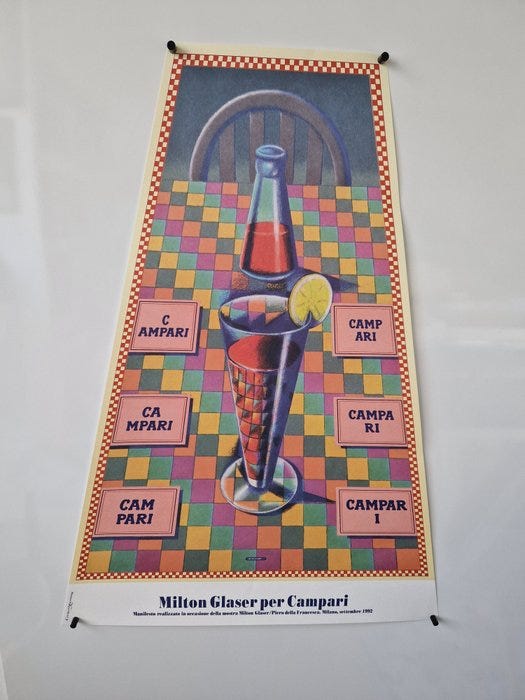 C
AMPARI
CAMP
ARI
CA
MPARI
CAMPA
RI
CAM
PARI
CAMPAR
I
Milton Glaser per Campari
Manifesto realizzato in occasione della mostra Milton Glaser/Piero della Francesca. Milano, settembre 1992